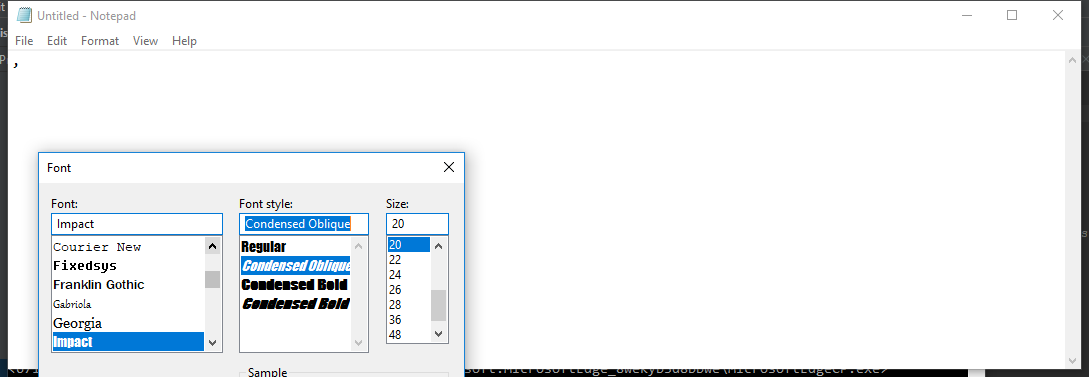 Untitled - Notepad
File Edit Format View Help
,
Font
Font: Font style: Size:
Impact Condensed Oblique 20
Courier New Regular 20
Fixedsys Condensed Oblique 22
Franklin Gothic Condensed Bold 24
Gabriola Condensed Bold 26
Georgia 28
Impact 36
48
Sample